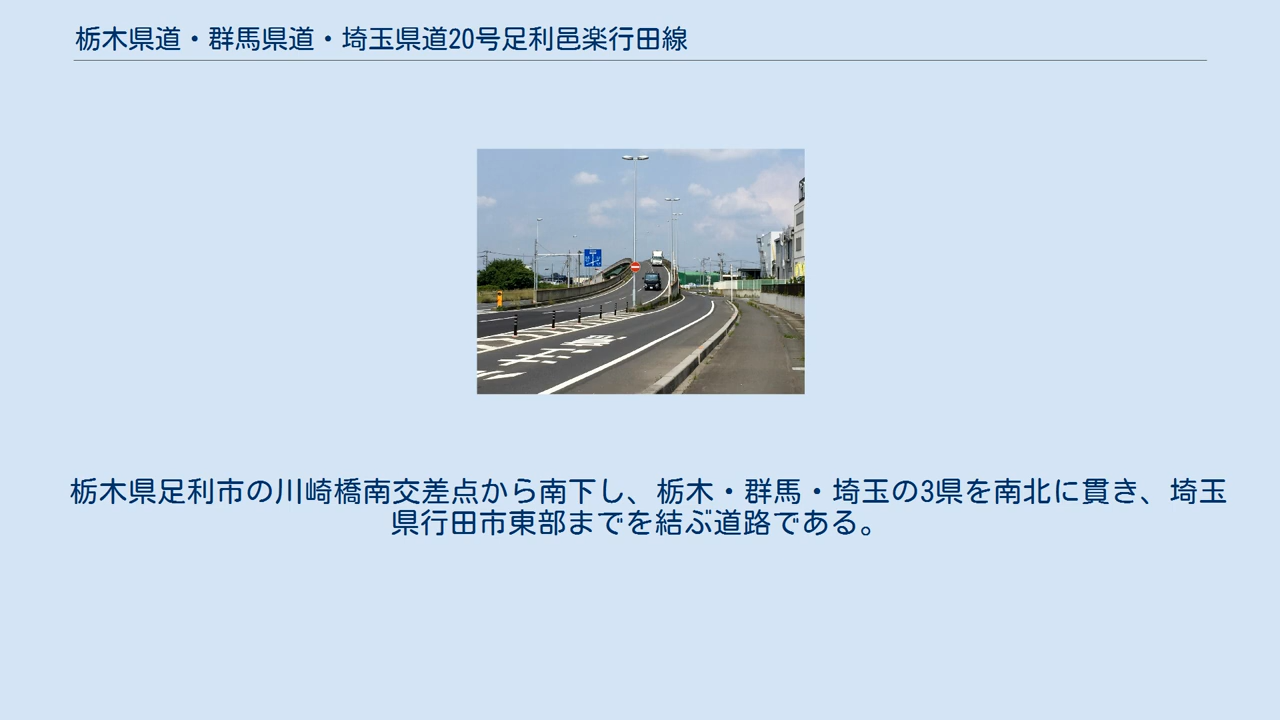 栃木県道・群馬県道・埼玉県道20号足利邑楽行田線
栃木県足利市の川崎橋南交差点から南下し、栃木・群馬・埼玉の3県を南北に貫き、埼玉
県行田市東部までを結ぶ道路である。